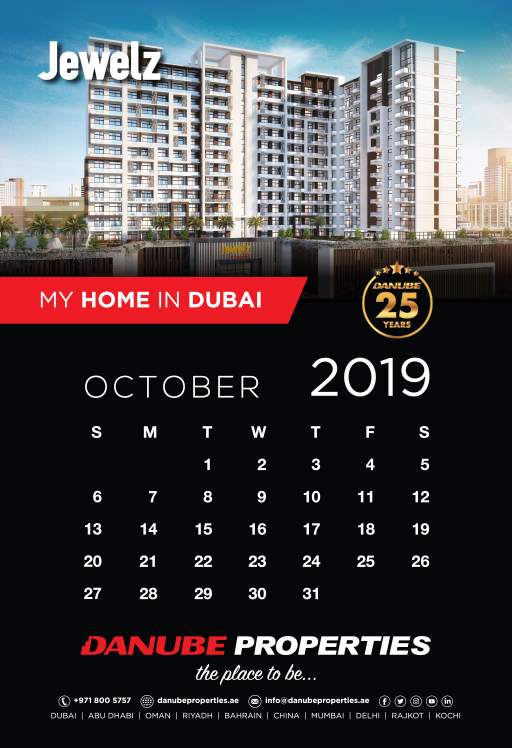 Jewelz
Jewelz
MY HOME IN DUBAI
DANUBE
25
YEARS
OCTOBER 2019
S M T W T F S
1 2 3 4 5
6 7 8 9 10 11 12
13 14 15 16 17 18 19
20 21 22 23 24 25 26
27 28 29 30 31
DANUBE PROPERTIES
the place to be...
+971 800 5757 danubeproperties.ae info@danubeproperties.ae
DUBAI | ABU DHABI | OMAN | RIYADH | BAHRAIN | CHINA | MUMBAI | DELHI | RAJKOT | KOCHI